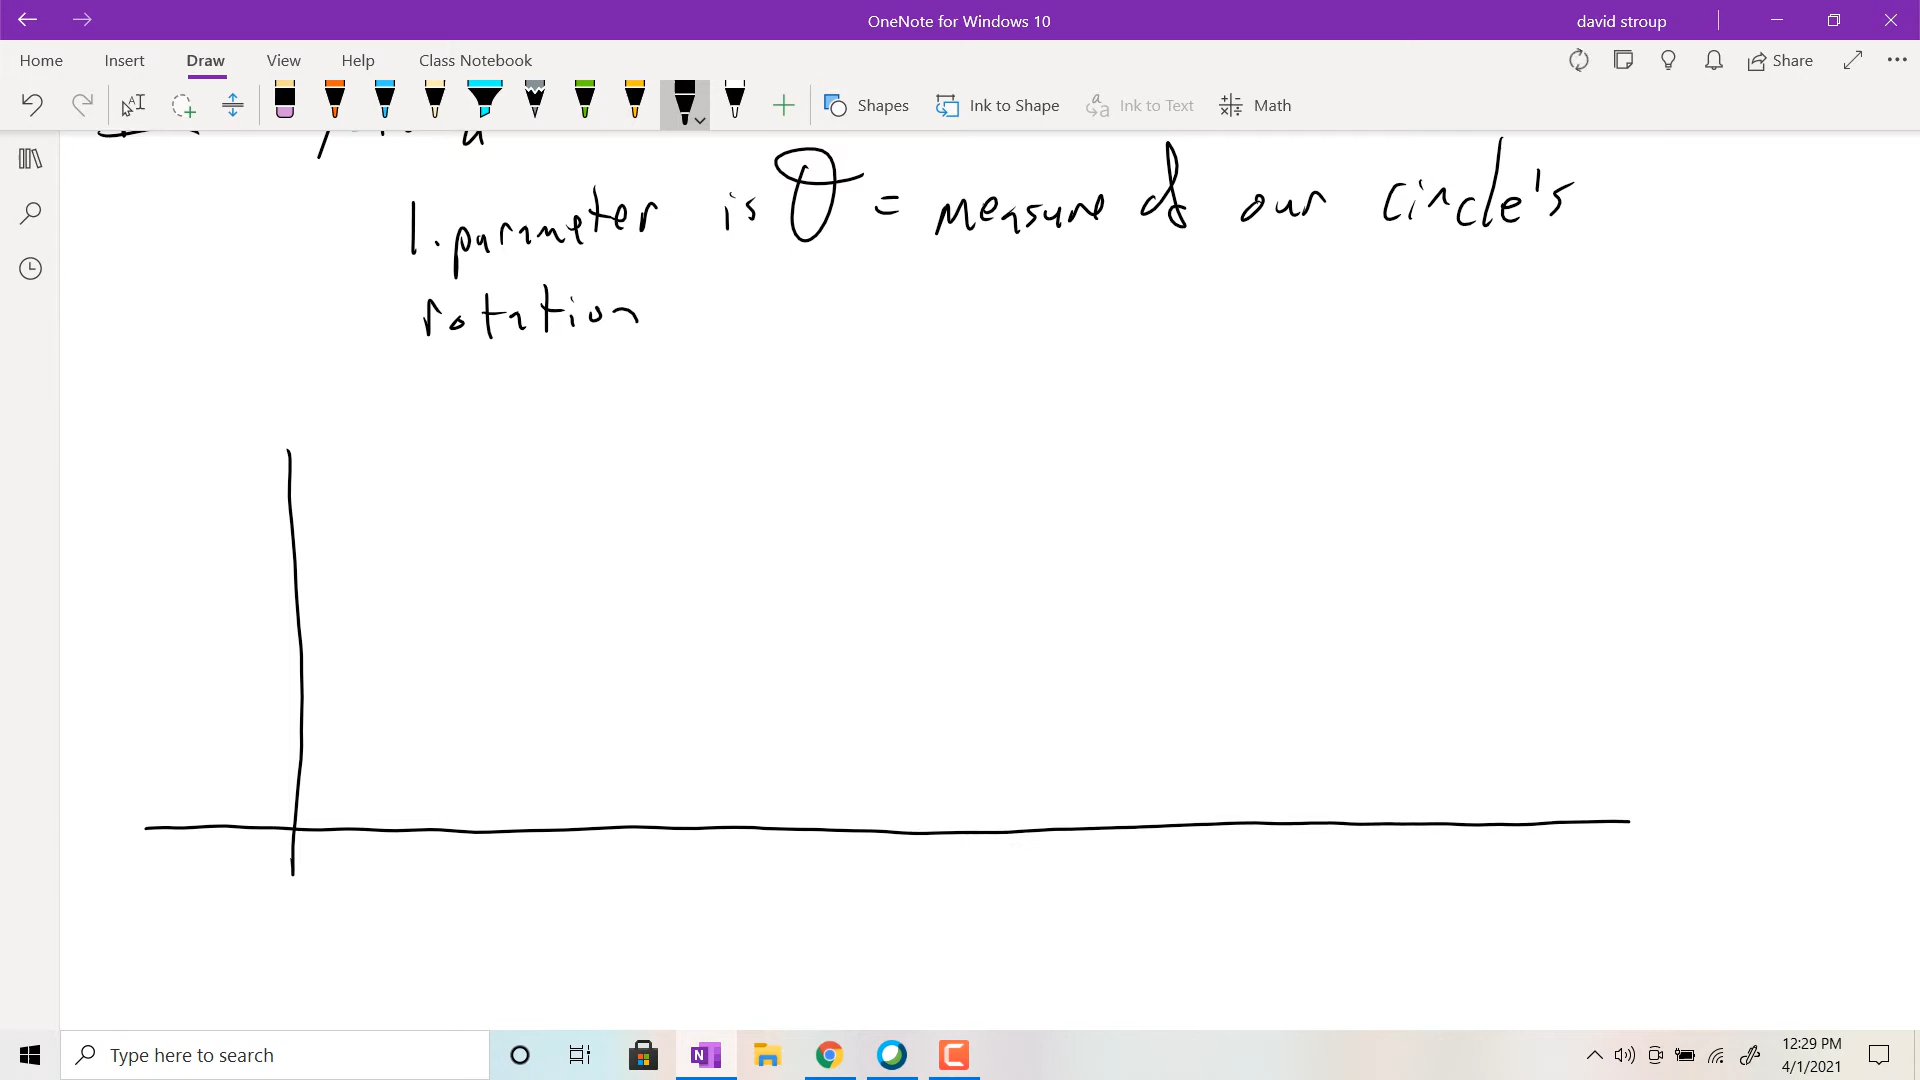 OneNote for Windows 10
david stroup
Home Insert Draw View Help Class Notebook
Share
Shapes Ink to Shape Ink to Text Math
1. parameter is θ = measure of our circle's
rotation
Type here to search
12:29 PM
4/1/2021